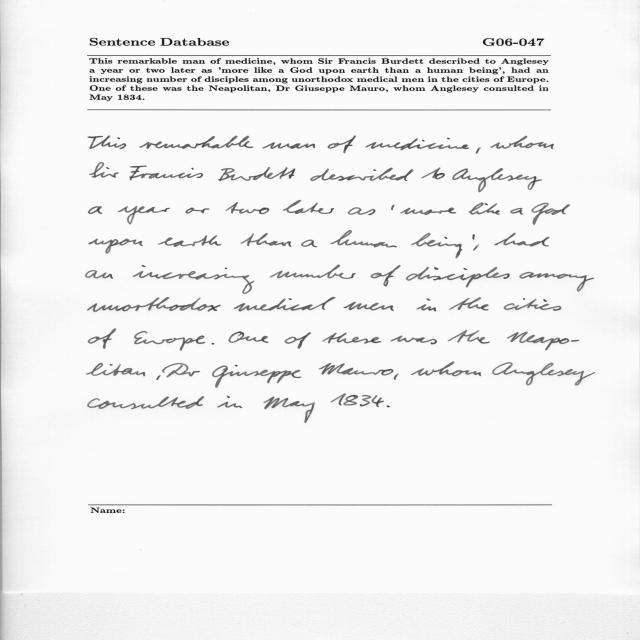 Sentence Database G06-047
This remarkable man of medicine, whom Sir Francis Burdett described to Anglesey
a year or two later as 'more like a God upon earth than a human being', had an
increasing number of disciples among unorthodox medical men in the cities of Europe.
One of these was the Neapolitan, Dr Giuseppe Mauro, whom Anglesey consulted in
May 1834.
This remarkable man of medicine, whom
Sir Francis Burdett described to Anglesey
a year or two later as 'more like a God
upon earth than a human being', had
an increasing number of disciples among
unorthodox medical men in the cities
of Europe. One of these was the Neapo-
litan, Dr Giuseppe Mauro, whom Anglesey
consulted in May 1834.
Name: